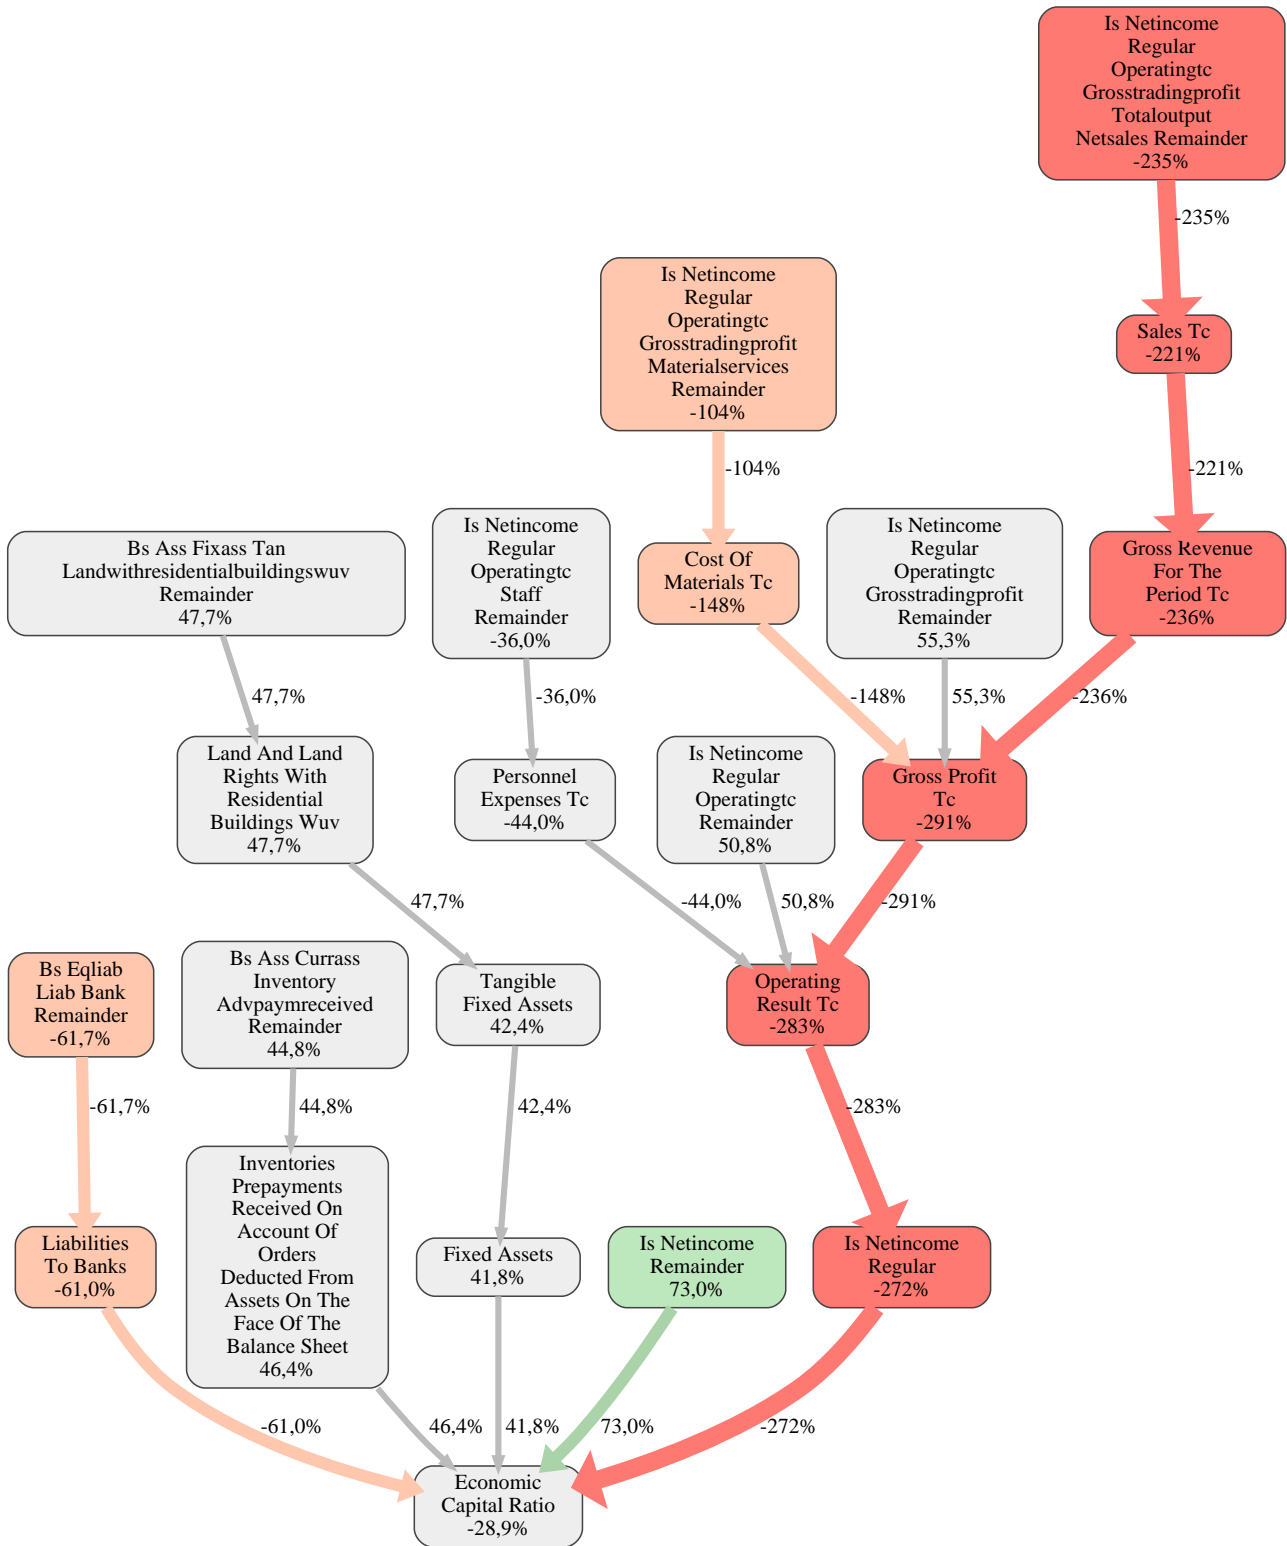 Is Netincome
Regular
Operatingtc
Grosstradingprofit
Totaloutput
Netsales Remainder
-235%
-235%
Is Netincome
Regular
Operatingtc
Grosstradingprofit
Materialservices
Remainder
-104%
Sales Tc
-221%
-104%
-221%
Bs Ass Fixass Tan
Landwithresidentialbuildingswuv
Remainder
47,7%
Is Netincome
Regular
Operatingtc
Staff
Remainder
-36,0%
Cost Of
Materials Tc
-148%
Is Netincome
Regular
Operatingtc
Grosstradingprofit
Remainder
55,3%
Gross Revenue
For The
Period Tc
-236%
47,7%
-36,0%
-148%
55,3%
-236%
Land And Land
Rights With
Residential
Buildings Wuv
47,7%
Personnel
Expenses Tc
-44,0%
Is Netincome
Regular
Operatingtc
Remainder
50,8%
Gross Profit
Tc
-291%
47,7%
-44,0%
50,8%
-291%
Bs Eqliab
Liab Bank
Remainder
-61,7%
Bs Ass Currass
Inventory
Advpaymreceived
Remainder
44,8%
Tangible
Fixed Assets
42,4%
Operating
Result Tc
-283%
-61,7%
44,8%
42,4%
-283%
Liabilities
To Banks
-61,0%
Inventories
Prepayments
Received On
Account Of
Orders
Deducted From
Assets On The
Face Of The
Balance Sheet
46,4%
Fixed Assets
41,8%
Is Netincome
Remainder
73,0%
Is Netincome
Regular
-272%
-61,0%
46,4%
41,8%
73,0%
-272%
Economic
Capital Ratio
-28,9%